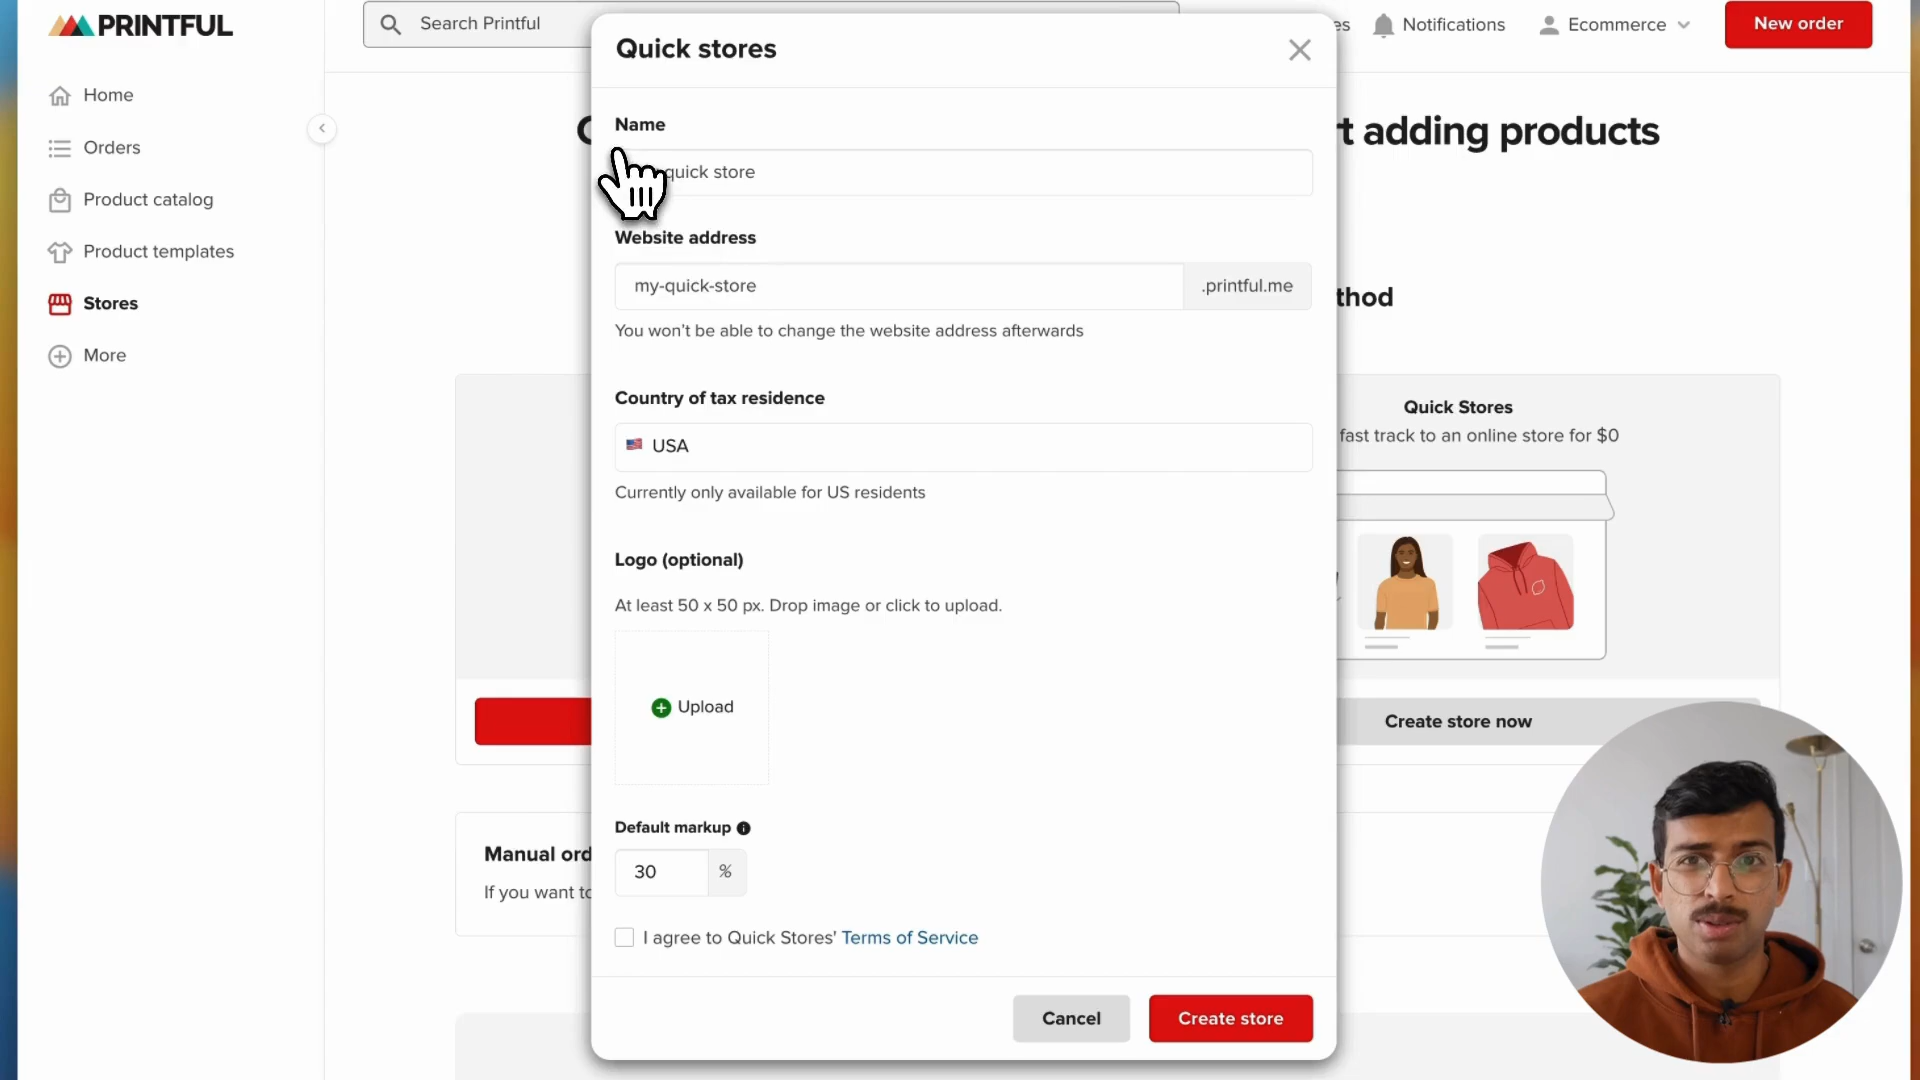 PRINTFUL
Search Printful
Notifications
Ecommerce
New order
Home
Orders
Product catalog
Product templates
Stores
More
Quick stores
Name
quick store
Website address
my-quick-store
.printful.me
You won't be able to change the website address afterwards
Country of tax residence
USA
Currently only available for US residents
Logo (optional)
At least 50 x 50 px. Drop image or click to upload.
Upload
Default markup
30
%
I agree to Quick Stores' Terms of Service
Cancel
Create store
adding products
Quick Stores
fast track to an online store for $0
Create store now
Manual
If you want